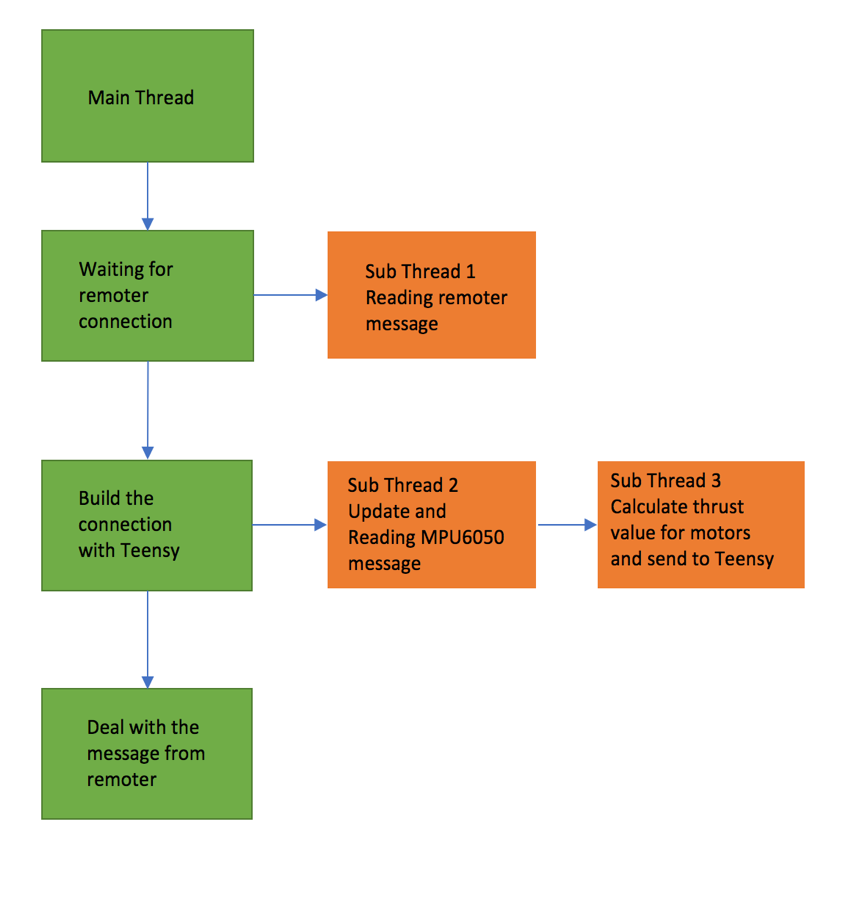 Main Thread
Waiting for
remoter
connection
Sub Thread 1
Reading remoter
message
Build the
connection
with Teensy
Sub Thread 2
Update and
Reading MPU6050
message
Sub Thread 3
Calculate thrust
value for motors
and send to Teensy
Deal with the
message from
remoter